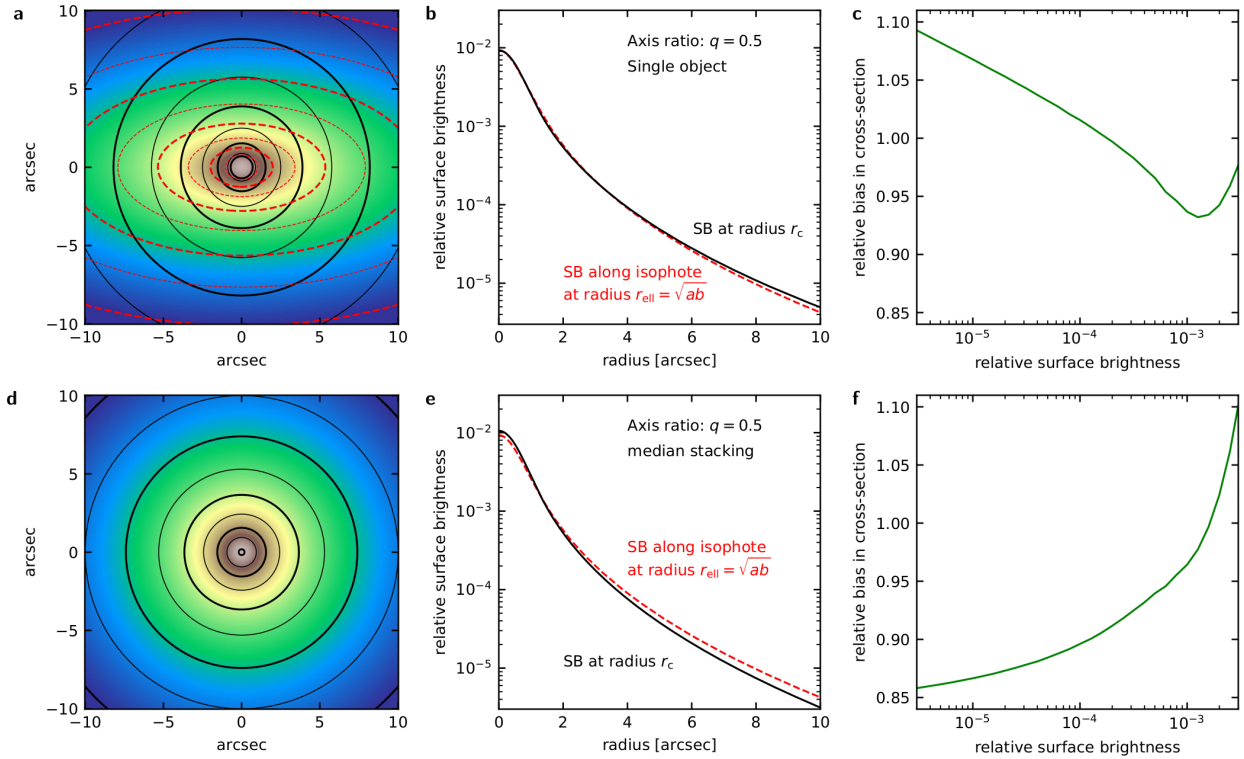 a
10
5
0
−5
−10
arcsec
−10 −5 0 5 10
arcsec
b
10⁻²
10⁻³
10⁻⁴
10⁻⁵
relative surface brightness
Axis ratio: q = 0.5
Single object
SB at radius r_c
SB along isophote
at radius r_ell = √ab
0 2 4 6 8 10
radius [arcsec]
c
1.10
1.05
1.00
0.95
0.90
0.85
relative bias in cross-section
10⁻⁵ 10⁻⁴ 10⁻³
relative surface brightness
d
10
5
0
−5
−10
arcsec
−10 −5 0 5 10
arcsec
e
10⁻²
10⁻³
10⁻⁴
10⁻⁵
relative surface brightness
Axis ratio: q = 0.5
median stacking
SB along isophote
at radius r_ell = √ab
SB at radius r_c
0 2 4 6 8 10
radius [arcsec]
f
1.10
1.05
1.00
0.95
0.90
0.85
relative bias in cross-section
10⁻⁵ 10⁻⁴ 10⁻³
relative surface brightness